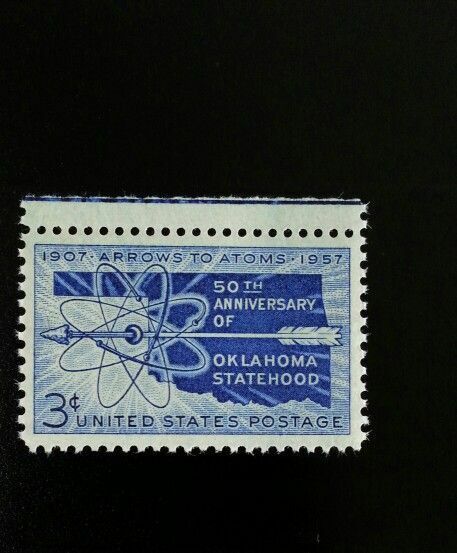 1907 · ARROWS TO ATOMS · 1957
50TH
ANNIVERSARY
OF
OKLAHOMA
STATEHOOD
3¢
UNITED STATES POSTAGE